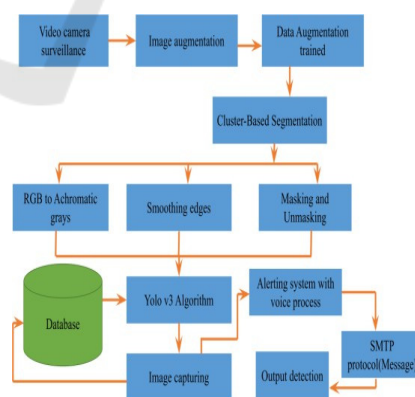 Video camera
surveillance
Image augmentation
Data Augmentation
trained
Cluster-Based Segmentation
RGB to Achromatic
grays
Smoothing edges
Masking and
Unmasking
Database
Yolo v3 Algorithm
Alerting system with
voice process
Image capturing
Output detection
SMTP
protocol(Message)